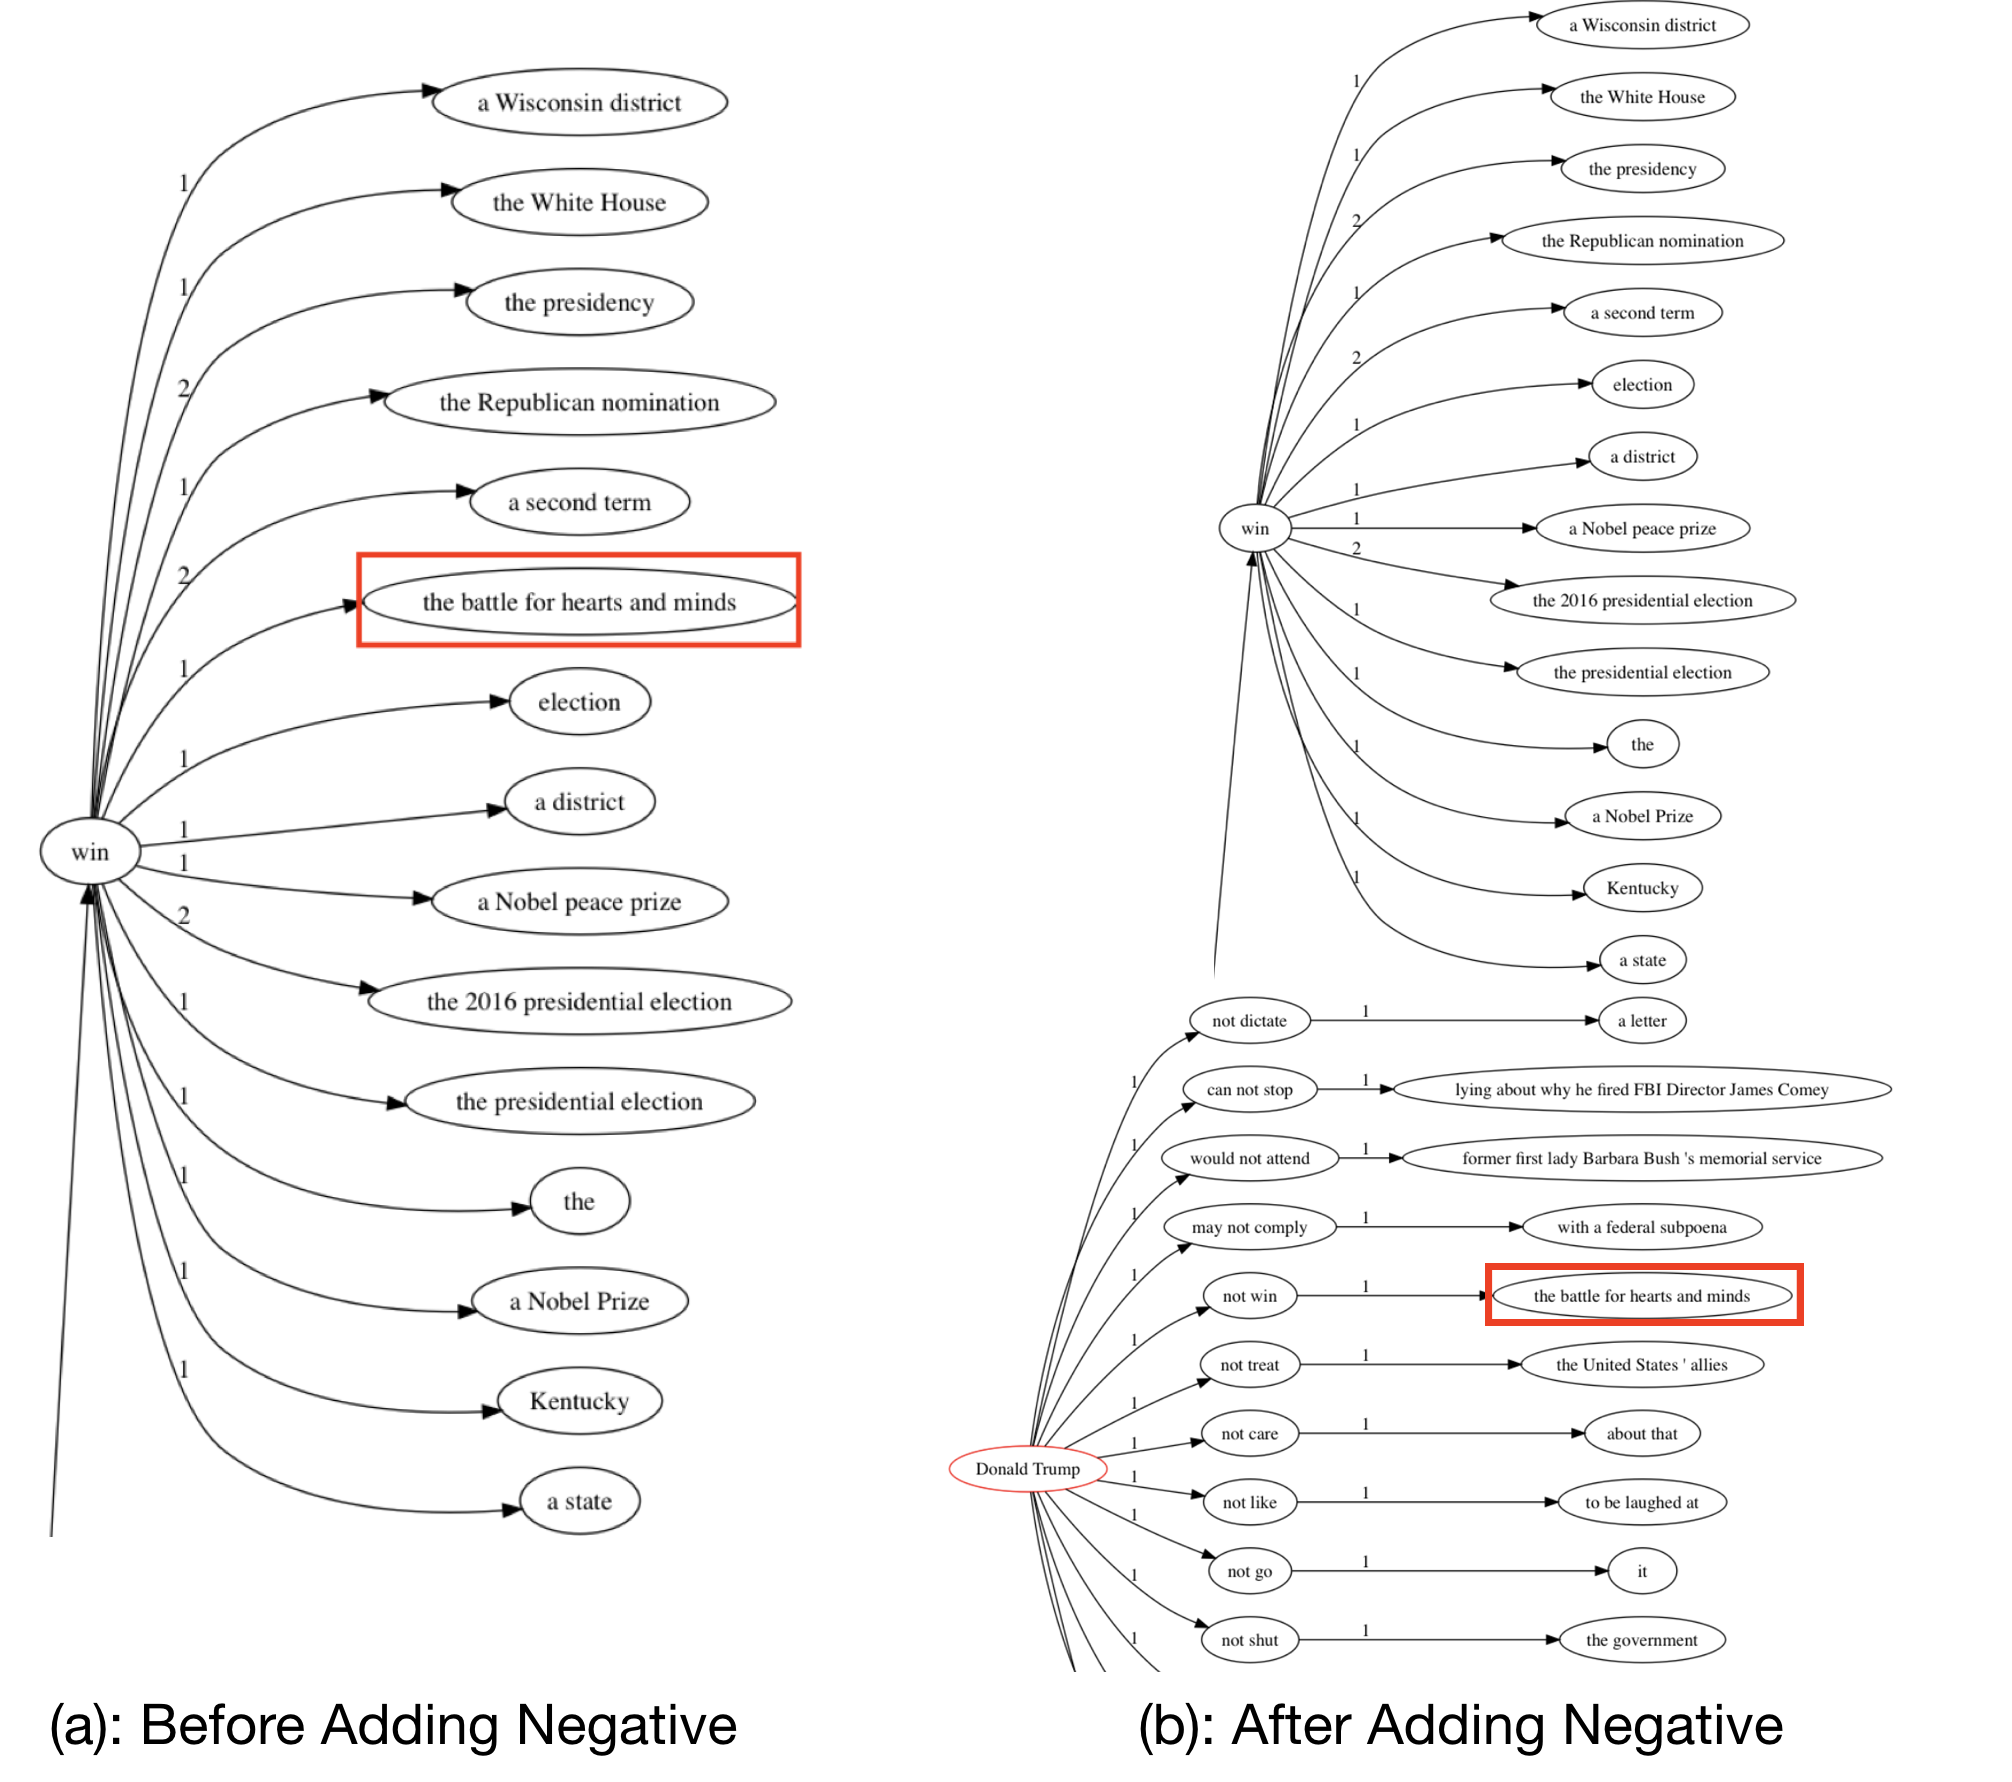 a Wisconsin district
1
the White House
1
the presidency
2
the Republican nomination
1
a second term
2
the battle for hearts and minds
1
election
1
a district
1
win
1
a Nobel peace prize
2
the 2016 presidential election
1
the presidential election
1
the
1
a Nobel Prize
1
Kentucky
1
a state
(a): Before Adding Negative
a Wisconsin district
1
the White House
1
the presidency
2
the Republican nomination
1
a second term
2
election
1
a district
1
win
1
a Nobel peace prize
2
the 2016 presidential election
1
the presidential election
1
the
1
a Nobel Prize
1
Kentucky
1
a state
1 not dictate 1 a letter
1 can not stop 1 lying about why he fired FBI Director James Comey
1 would not attend 1 former first lady Barbara Bush 's memorial service
1 may not comply 1 with a federal subpoena
1 not win 1 the battle for hearts and minds
1 not treat 1 the United States ' allies
1 not care 1 about that
Donald Trump
1 not like 1 to be laughed at
1 not go 1 it
1 not shut 1 the government
1
(b): After Adding Negative